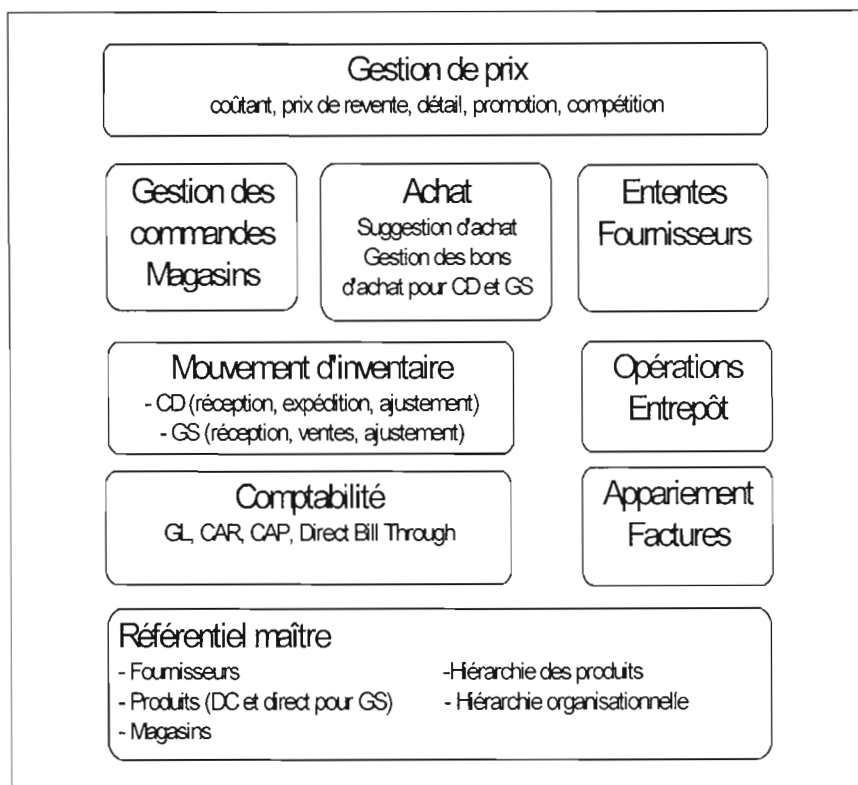 Gestion de prix
coûtant, prix de revente, détail, promotion, compétition
Gestion des
commandes
Magasins
Achat
Suggestion d'achat
Gestion des bons
d'achat pour CD et GS
Ententes
Fournisseurs
Mouvement d'inventaire
- CD (réception, expédition, ajustement)
- GS (réception, ventes, ajustement)
Opérations
Entrepôt
Comptabilité
GL, CAR, CAP, Direct Bill Through
Appariement
Factures
Référentiel maître
- Fournisseurs
- Produits (DC et direct pour GS)
- Magasins
-Hiérarchie des produits
- Hiérarchie organisationnelle